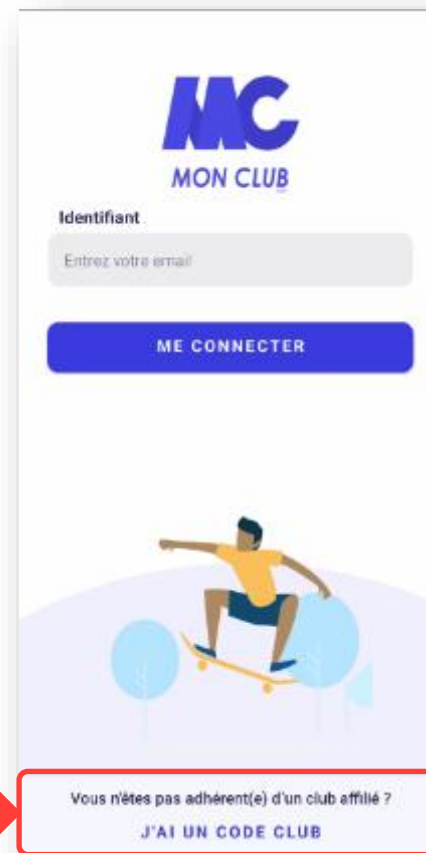 MC
MON CLUB
Identifiant
Entrez votre email
ME CONNECTER
Vous n'êtes pas adhérent(e) d'un club affilié ?
J'AI UN CODE CLUB